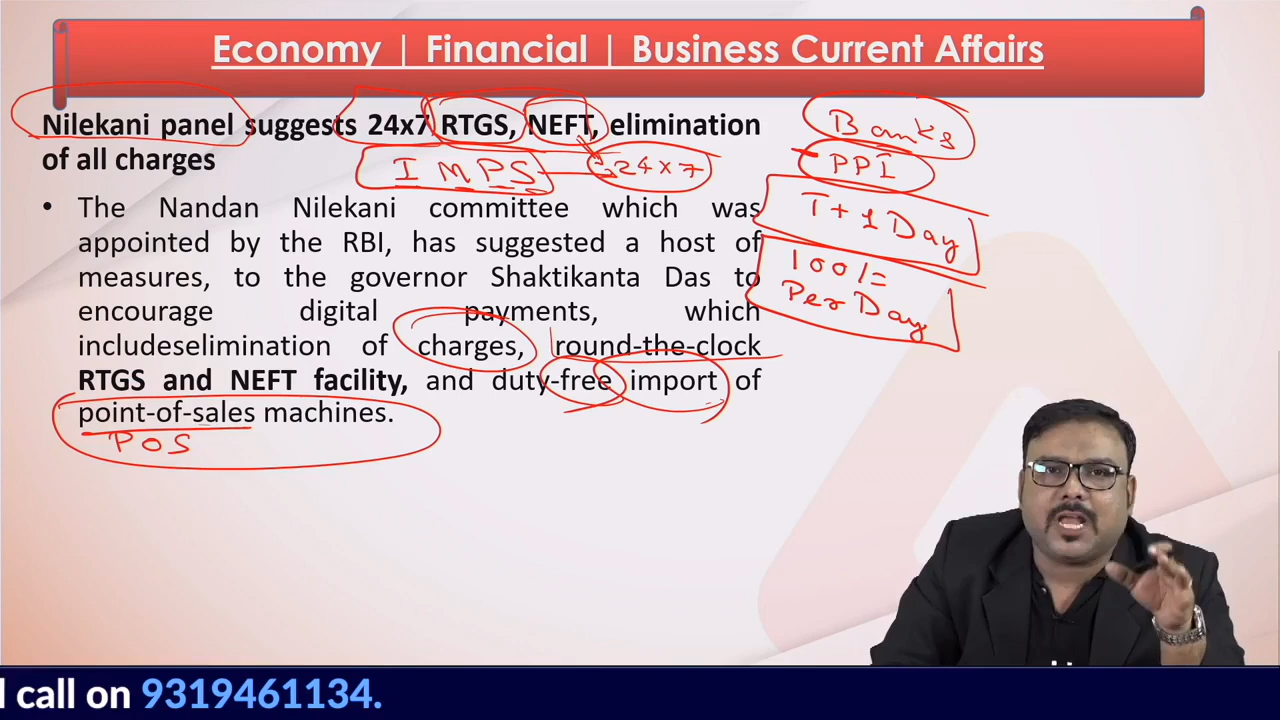 Economy | Financial | Business Current Affairs
Nilekani panel suggests 24x7 RTGS, NEFT, elimination
of all charges
I M P S 24 x 7
Banks
PPI
T + 1 Day
100/=
Per Day
• The Nandan Nilekani committee which was
appointed by the RBI, has suggested a host of
measures, to the governor Shaktikanta Das to
encourage digital payments, which
includeselimination of charges, round-the-clock
RTGS and NEFT facility, and duty-free import of
point-of-sales machines.
POS
l call on 9319461134.